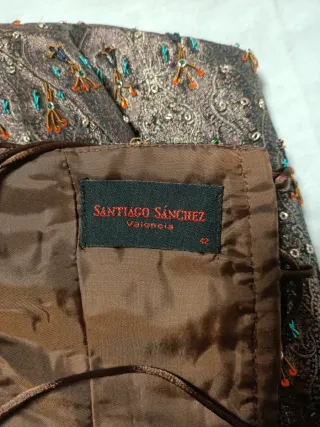 SANTIAGO SÁNCHEZ
Valencia
42